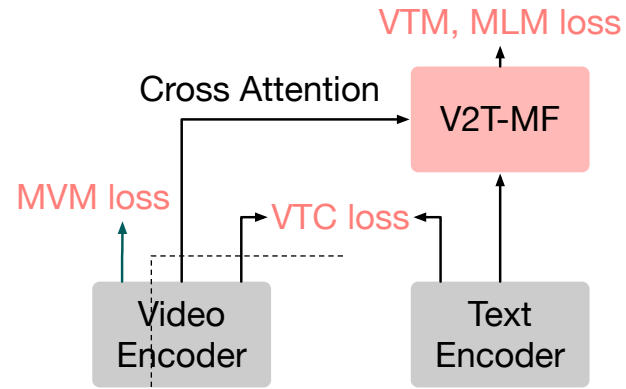 VTM, MLM loss
Cross Attention
V2T-MF
MVM loss
VTC loss
Video
Encoder
Text
Encoder